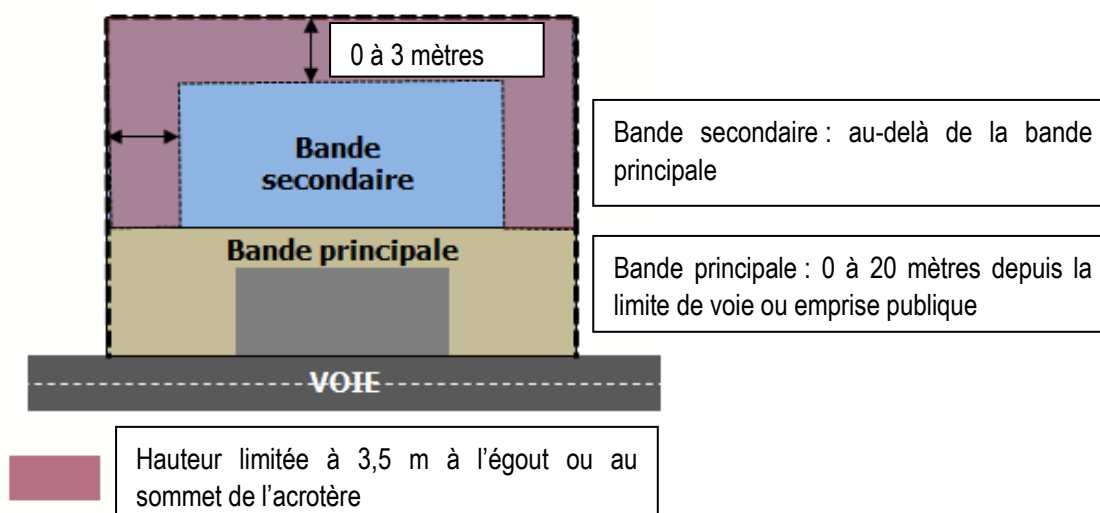 0 à 3 mètres
Bande
secondaire
Bande secondaire : au-delà de la bande
principale
Bande principale
Bande principale : 0 à 20 mètres depuis la
limite de voie ou emprise publique
VOIE
Hauteur limitée à 3,5 m à l’égout ou au
sommet de l’acrotère